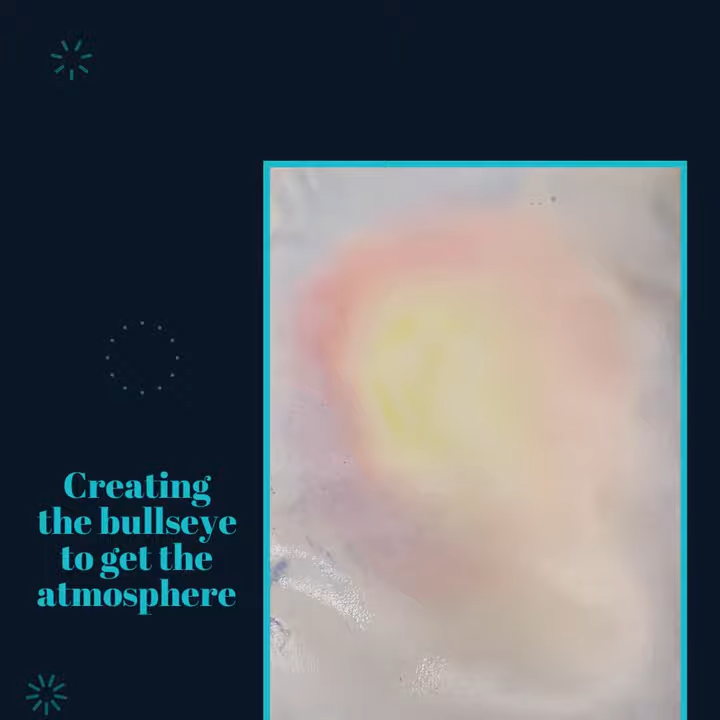 Creating
the bullseye
to get the
atmosphere